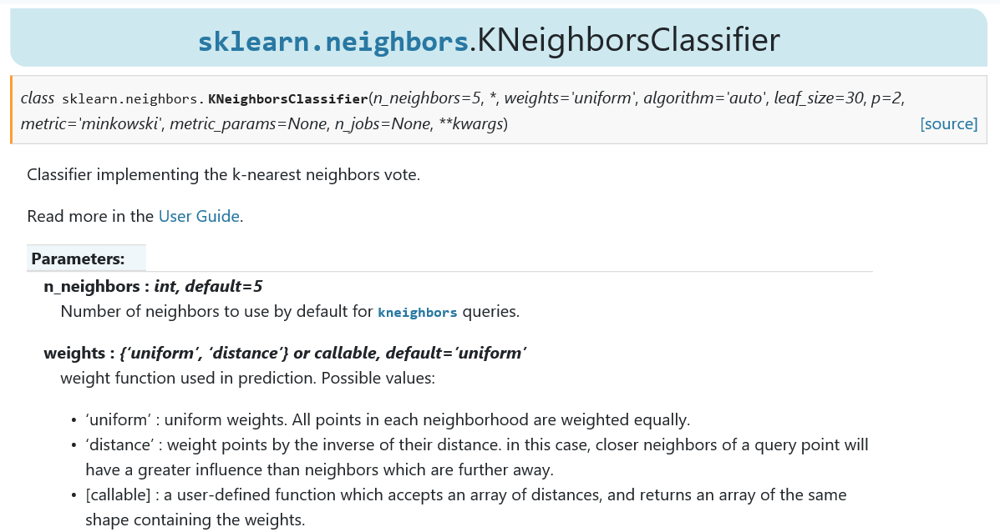 sklearn.neighbors.KNeighborsClassifier
class sklearn.neighbors.KNeighborsClassifier(n_neighbors=5, *, weights='uniform', algorithm='auto', leaf_size=30, p=2,
metric='minkowski', metric_params=None, n_jobs=None, **kwargs) [source]
Classifier implementing the k-nearest neighbors vote.
Read more in the User Guide.
Parameters:
n_neighbors : int, default=5
Number of neighbors to use by default for kneighbors queries.
weights : {‘uniform’, ‘distance’} or callable, default=’uniform’
weight function used in prediction. Possible values:
• ‘uniform’ : uniform weights. All points in each neighborhood are weighted equally.
• ‘distance’ : weight points by the inverse of their distance. in this case, closer neighbors of a query point will
have a greater influence than neighbors which are further away.
• [callable] : a user-defined function which accepts an array of distances, and returns an array of the same
shape containing the weights.